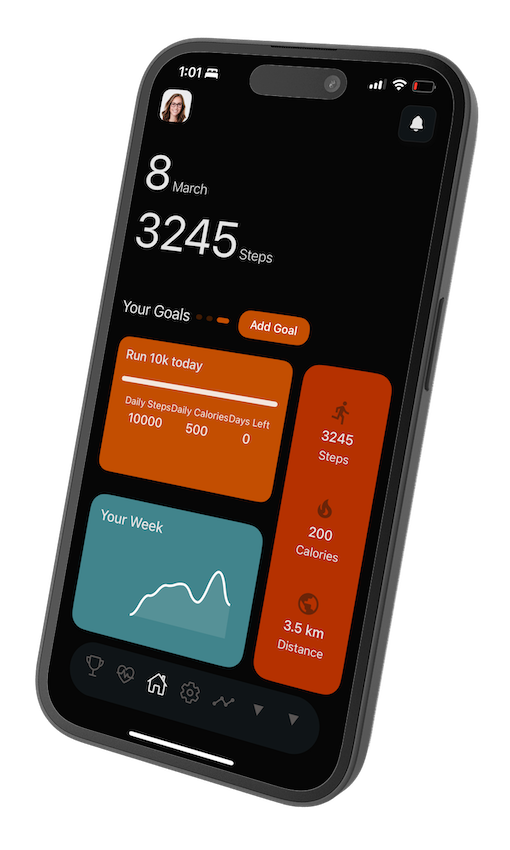 1:01
8 March
3245 Steps
Your Goals Add Goal
Run 10k today
Daily Steps Daily Calories Days Left
10000 500 0
3245
Steps
200
Calories
3.5 km
Distance
Your Week